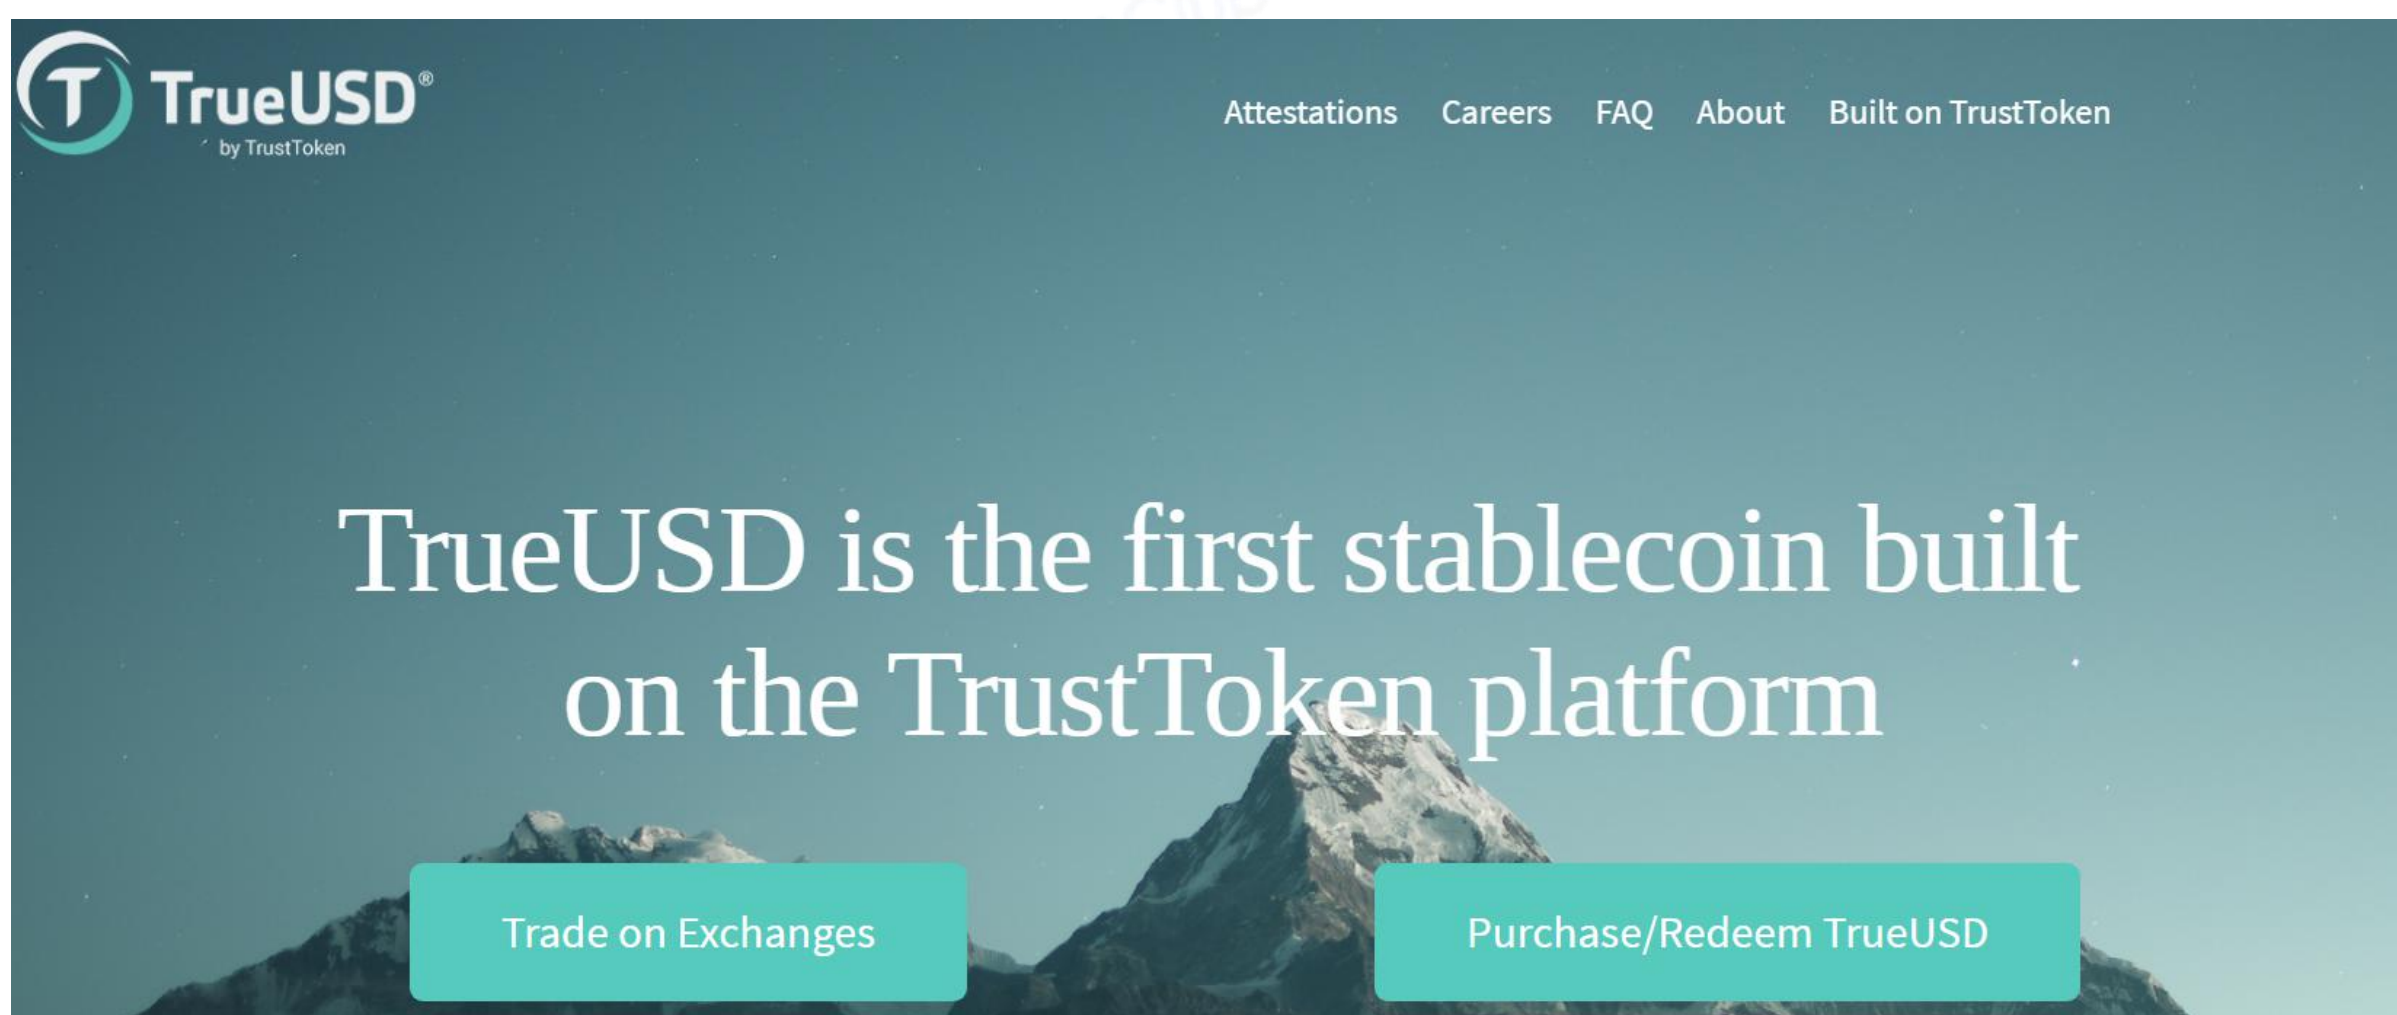 TrueUSD®
by TrustToken
Attestations Careers FAQ About Built on TrustToken
TrueUSD is the first stablecoin built
on the TrustToken platform
Trade on Exchanges Purchase/Redeem TrueUSD